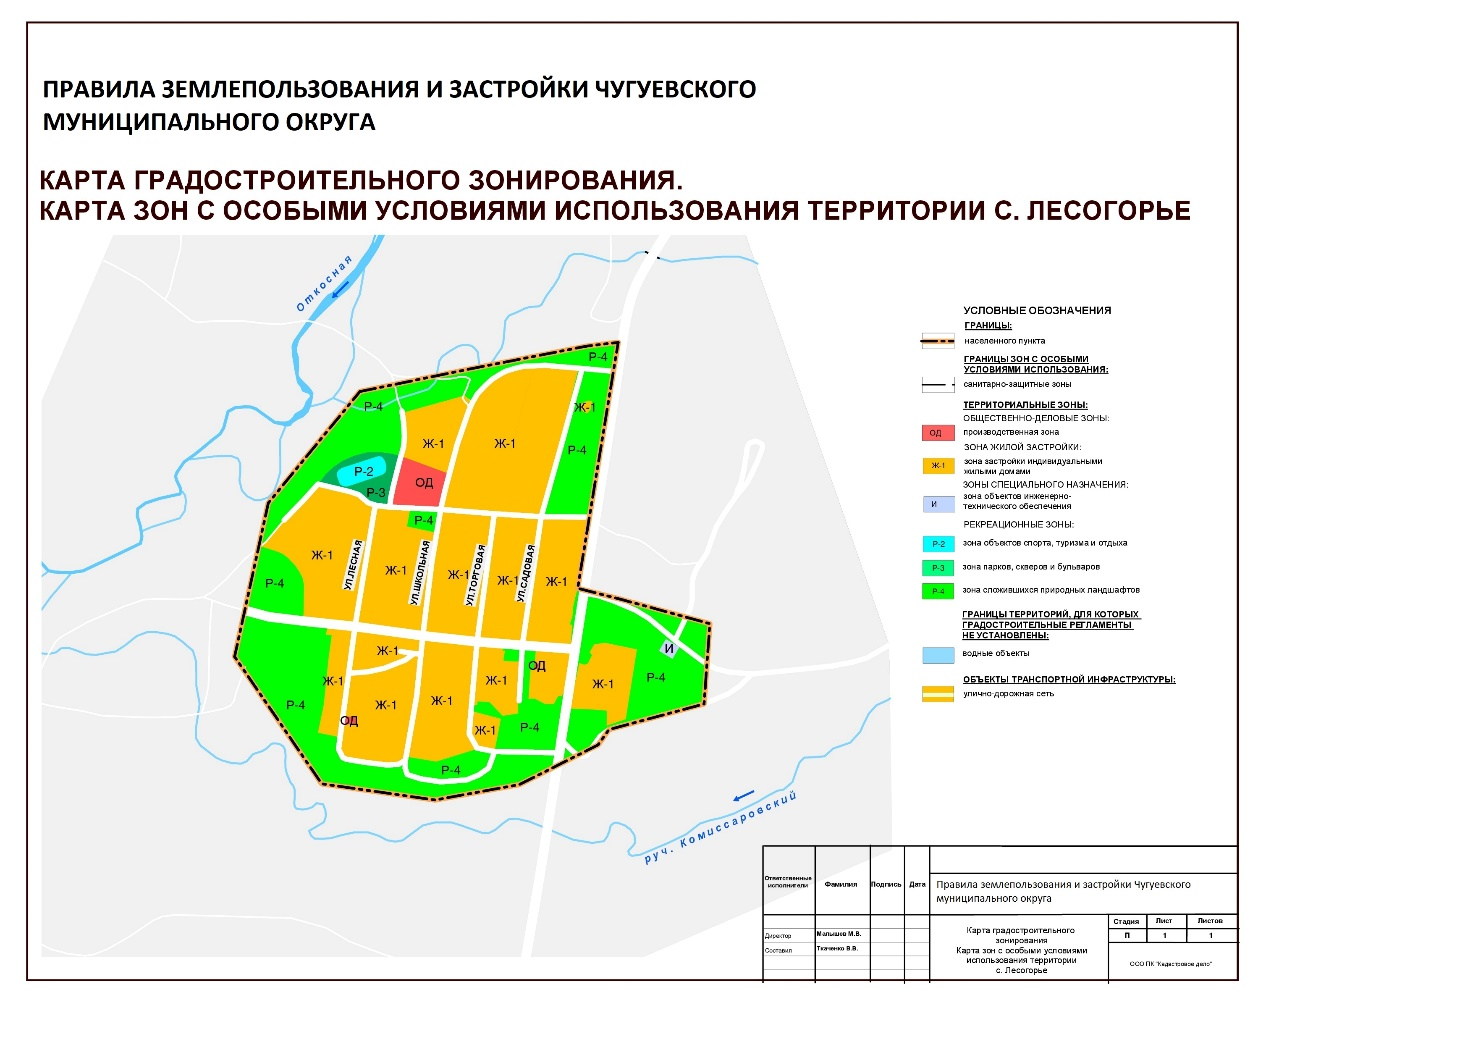 ПРАВИЛА ЗЕМЛЕПОЛЬЗОВАНИЯ И ЗАСТРОЙКИ ЧУГУЕВСКОГО
МУНИЦИПАЛЬНОГО ОКРУГА
КАРТА ГРАДОСТРОИТЕЛЬНОГО ЗОНИРОВАНИЯ.
КАРТА ЗОН С ОСОБЫМИ УСЛОВИЯМИ ИСПОЛЬЗОВАНИЯ ТЕРРИТОРИИ С. ЛЕСОГОРЬЕ
Откосная
Р-4
Р-4
Ж-1
Ж-1
Ж-1
Р-4
Р-2
Р-3
ОД
Р-4
Ж-1
УЛ.ЛЕСНАЯ
Ж-1
УЛ.ШКОЛЬНАЯ
Ж-1
УЛ.ТОРГОВАЯ
Ж-1
УЛ.САДОВАЯ
Ж-1
Р-4
Ж-1
И
ОД
Ж-1
Ж-1
Ж-1
Р-4
Р-4
Ж-1
Ж-1
ОД
Ж-1
Р-4
Р-4
руч. Комиссаровский
УСЛОВНЫЕ ОБОЗНАЧЕНИЯ
ГРАНИЦЫ:
населенного пункта
ГРАНИЦЫ ЗОН С ОСОБЫМИ
УСЛОВИЯМИ ИСПОЛЬЗОВАНИЯ:
санитарно-защитные зоны
ТЕРРИТОРИАЛЬНЫЕ ЗОНЫ:
ОБЩЕСТВЕННО-ДЕЛОВЫЕ ЗОНЫ:
ОД производственная зона
ЗОНА ЖИЛОЙ ЗАСТРОЙКИ:
Ж-1 зона застройки индивидуальными
жилыми домами
ЗОНЫ СПЕЦИАЛЬНОГО НАЗНАЧЕНИЯ:
И зона объектов инженерно-
технического обеспечения
РЕКРЕАЦИОННЫЕ ЗОНЫ:
Р-2 зона объектов спорта, туризма и отдыха
Р-3 зона парков, скверов и бульваров
Р-4 зона сложившихся природных ландшафтов
ГРАНИЦЫ ТЕРРИТОРИЙ, ДЛЯ КОТОРЫХ
ГРАДОСТРОИТЕЛЬНЫЕ РЕГЛАМЕНТЫ
НЕ УСТАНОВЛЕНЫ:
водные объекты
ОБЪЕКТЫ ТРАНСПОРТНОЙ ИНФРАСТРУКТУРЫ:
улично-дорожная сеть
Ответственные
исполнители
Фамилия
Подпись
Дата
Директор
Малышев М.В.
Составил
Ткаченко В.В.
Правила землепользования и застройки Чугуевского
муниципального округа
Карта градостроительного
зонирования
Карта зон с особыми условиями
использования территории
с. Лесогорье
Стадия Лист Листов
П 1 1
ООО ПК "Кадастровое дело"